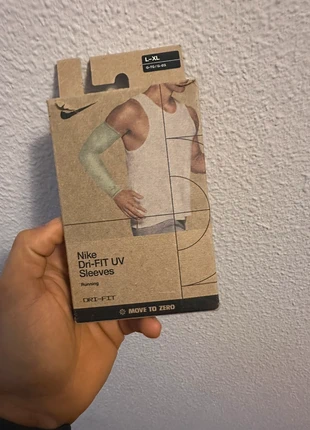 L-XL
Nike
Dri-FIT UV
Sleeves
Running
DRI-FIT
MOVE TO ZERO